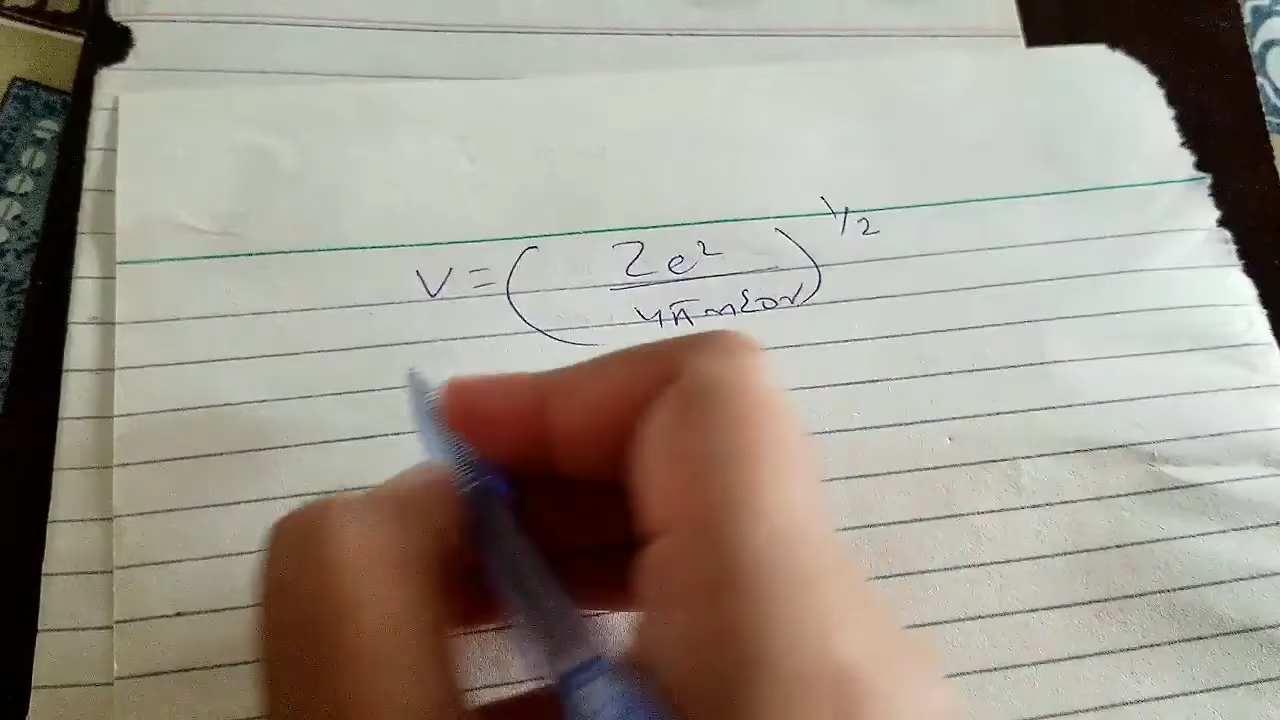 V = ( Ze² / 4πmε0r )^1/2